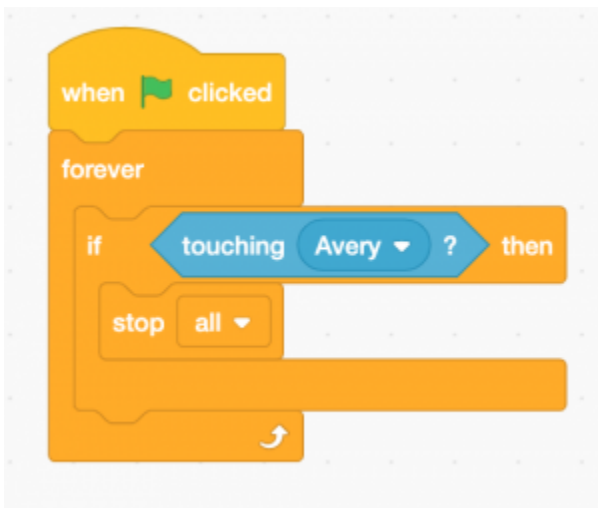 when clicked
forever
if touching Avery ? then
stop all